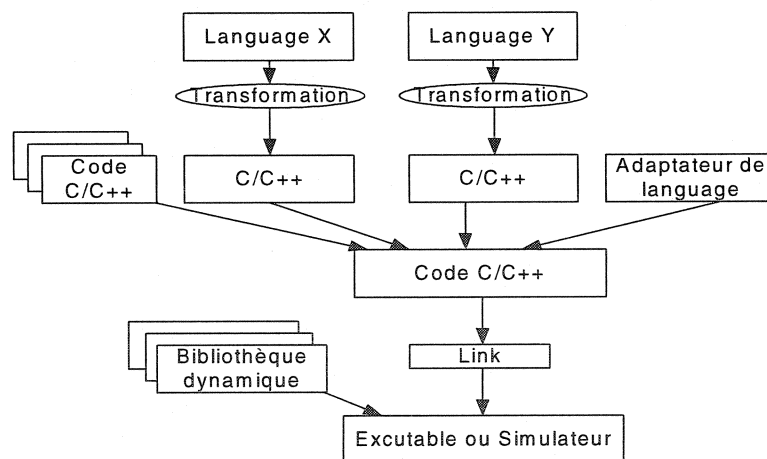 Language X
Language Y
Transformation
Transformation
Code
C/C++
C/C++
C/C++
Adaptateur de
language
Code C/C++
Bibliothèque
dynamique
Link
Excutable ou Simulateur